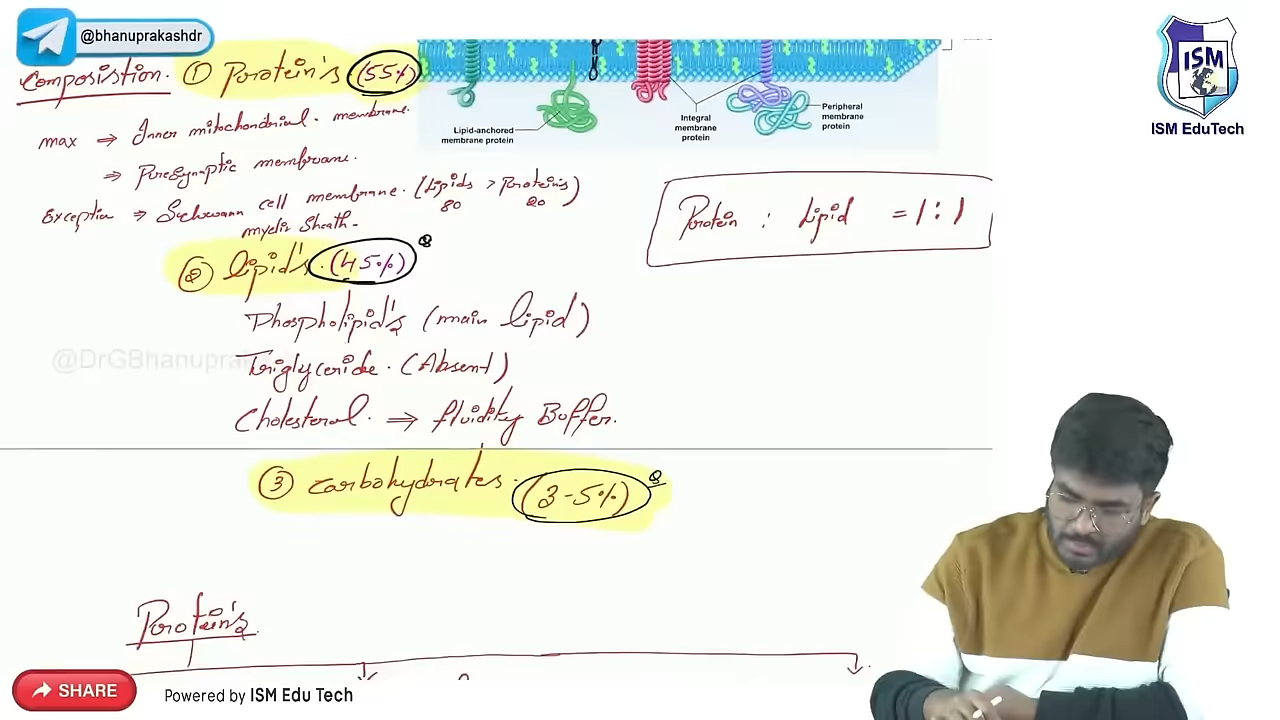 @bhanuprakashdr
Composistion. ① Protein's (55%)
max ⇒ Inner mitochondrial membrane.
⇒ Presynaptic membrane.
Exception ⇒ Schwann cell membrane. (Lipids > Proteins)
80 20
myelin sheath.
Lipid-anchored
membrane protein
Integral
membrane
protein
Peripheral
membrane
protein
ISM
ISM EduTech
Protein : Lipid = 1 : 1
② Lipid's. (45%)
Phospholipid's (main lipid)
@DrGBhanuprak
Triglyceride. (Absent)
Cholesterol. ⇒ fluidity Buffer.
③ Carbohydrates. (3-5%)
Protein's
SHARE
Powered by ISM Edu Tech